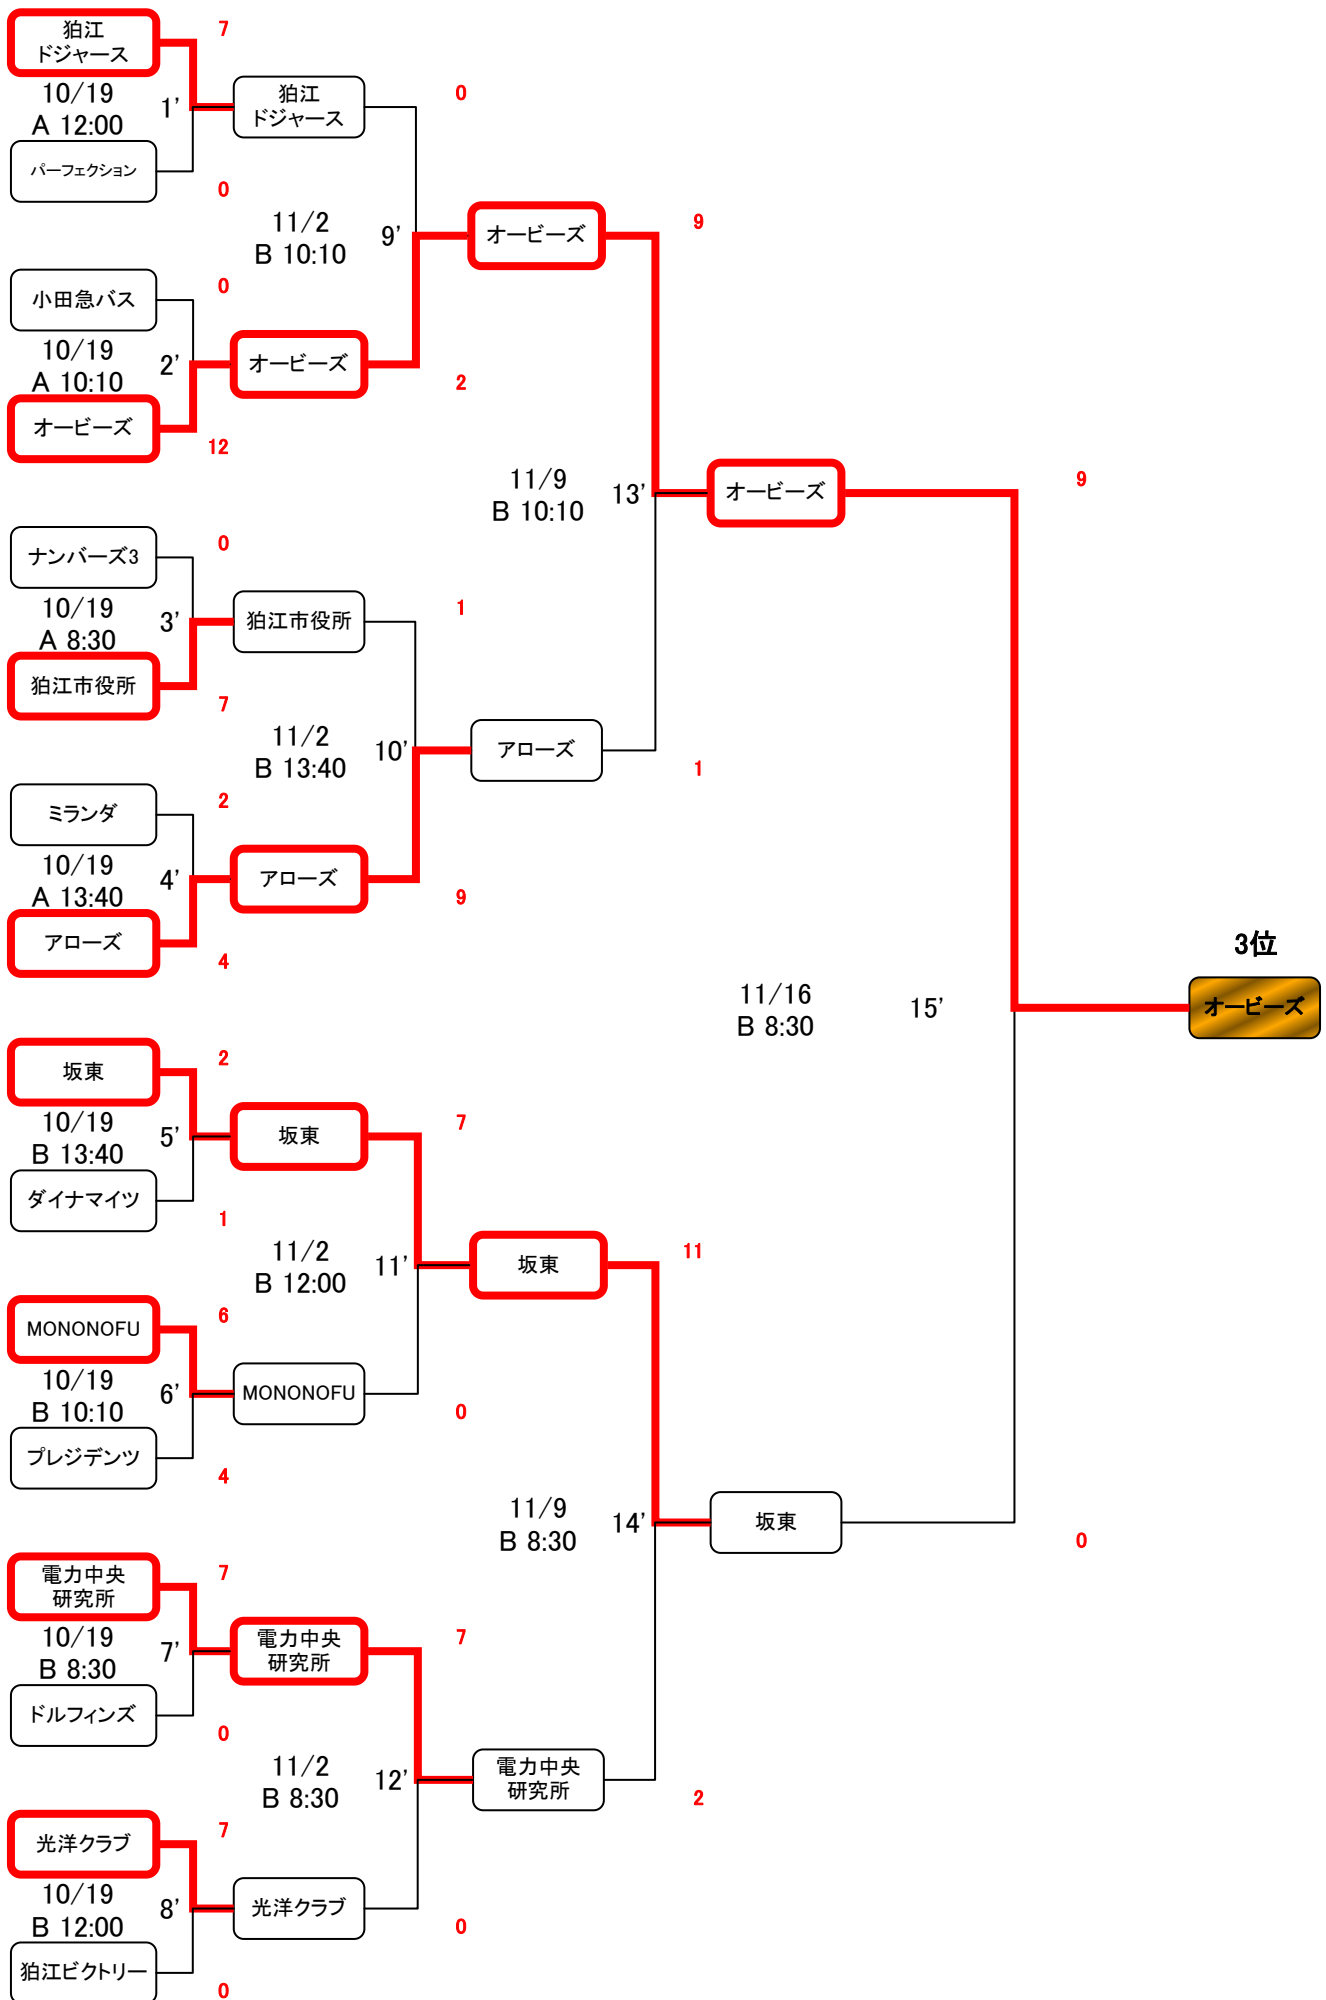 狛江
ドジャース
7
10/19
A 12:00
1'
パーフェクション
0
狛江
ドジャース
0
11/2
B 10:10
9'
小田急バス
0
10/19
A 10:10
2'
オービーズ
12
オービーズ
2
オービーズ
9
11/9
B 10:10
13'
ナンバーズ3
0
10/19
A 8:30
3'
狛江市役所
7
狛江市役所
1
11/2
B 13:40
10'
ミランダ
2
10/19
A 13:40
4'
アローズ
4
アローズ
9
アローズ
1
オービーズ
9
11/16
B 8:30
15'
3位
オービーズ
坂東
2
10/19
B 13:40
5'
ダイナマイツ
1
坂東
7
11/2
B 12:00
11'
MONONOFU
6
10/19
B 10:10
6'
プレジデンツ
4
MONONOFU
0
坂東
11
11/9
B 8:30
14'
坂東
0
電力中央
研究所
7
10/19
B 8:30
7'
ドルフィンズ
0
電力中央
研究所
7
11/2
B 8:30
12'
電力中央
研究所
2
光洋クラブ
7
10/19
B 12:00
8'
狛江ビクトリー
0
光洋クラブ
0